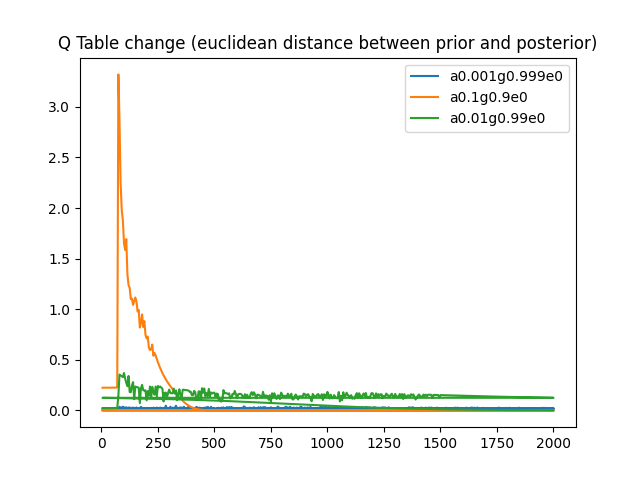 Q Table change (euclidean distance between prior and posterior)
a0.001g0.999e0
a0.1g0.9e0
a0.01g0.99e0
3.0
2.5
2.0
1.5
1.0
0.5
0.0
0 250 500 750 1000 1250 1500 1750 2000